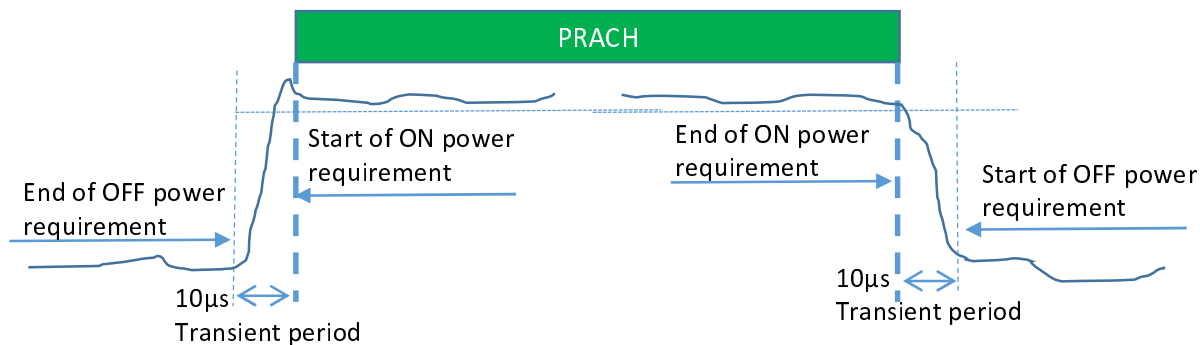 PRACH
Start of ON power
requirement
End of ON power
requirement
End of OFF power
requirement
Start of OFF power
requirement
10µs
Transient period
10µs
Transient period